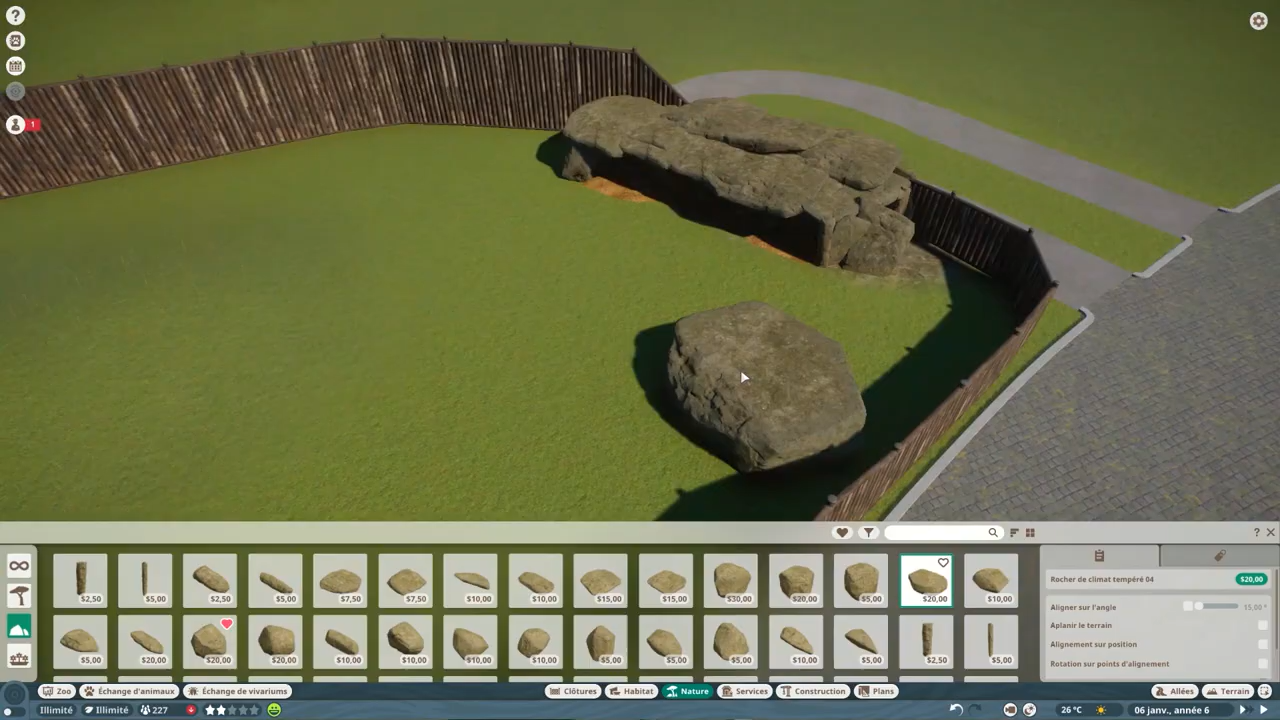 ?
1
? ×
$2,50 $5,00 $2,50 $5,00 $7,50 $7,50 $10,00 $10,00 $15,00 $15,00 $30,00 $20,00 $5,00 $20,00 $10,00
$5,00 $20,00 $20,00 $20,00 $10,00 $10,00 $10,00 $10,00 $5,00 $5,00 $5,00 $10,00 $5,00 $2,50 $5,00
Rocher de climat tempéré 04 $20,00
Aligner sur l'angle 15,00°
Aplanir le terrain
Alignement sur position
Rotation sur points d'alignement
Zoo Échange d'animaux Échange de vivariums Clôtures Habitat Nature Services Construction Plans Allées Terrain
Illimité Illimité 227 26 °C 06 janv., année 6